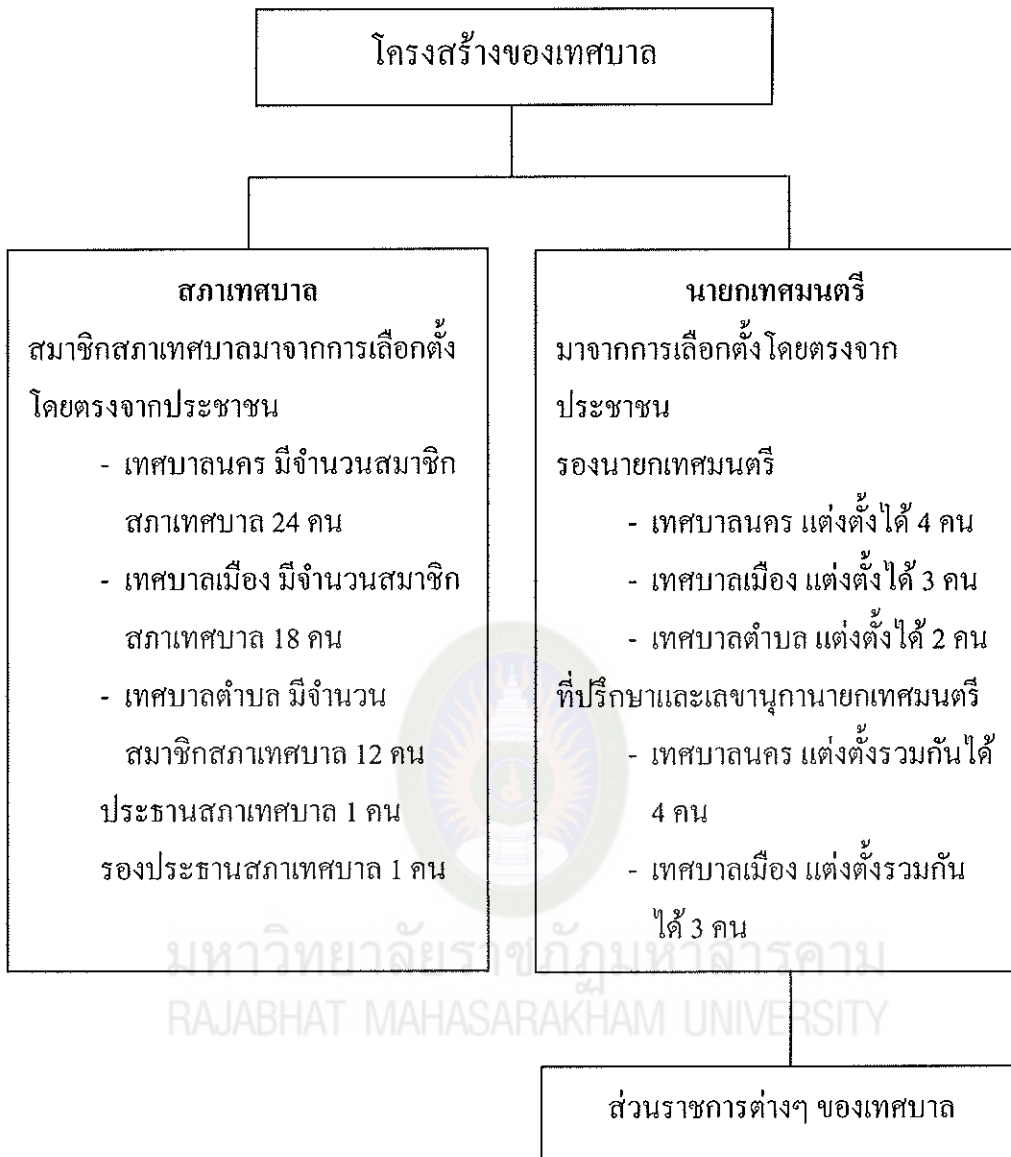 โครงสร้างของเทศบาล
สภาเทศบาล
สมาชิกสภาเทศบาลมาจากการเลือกตั้ง
โดยตรงจากประชาชน
- เทศบาลนคร มีจำนวนสมาชิก
สภาเทศบาล 24 คน
- เทศบาลเมือง มีจำนวนสมาชิก
สภาเทศบาล 18 คน
- เทศบาลตำบล มีจำนวน
สมาชิกสภาเทศบาล 12 คน
ประธานสภาเทศบาล 1 คน
รองประธานสภาเทศบาล 1 คน
นายกเทศมนตรี
มาจากการเลือกตั้งโดยตรงจาก
ประชาชน
รองนายกเทศมนตรี
- เทศบาลนคร แต่งตั้งได้ 4 คน
- เทศบาลเมือง แต่งตั้งได้ 3 คน
- เทศบาลตำบล แต่งตั้งได้ 2 คน
ที่ปรึกษาและเลขานุกานายกเทศมนตรี
- เทศบาลนคร แต่งตั้งรวมกันได้
4 คน
- เทศบาลเมือง แต่งตั้งรวมกัน
ได้ 3 คน
มหาวิทยาลัยราชภัฏมหาสารคาม
RAJABHAT MAHASARAKHAM UNIVERSITY
ส่วนราชการต่างๆ ของเทศบาล